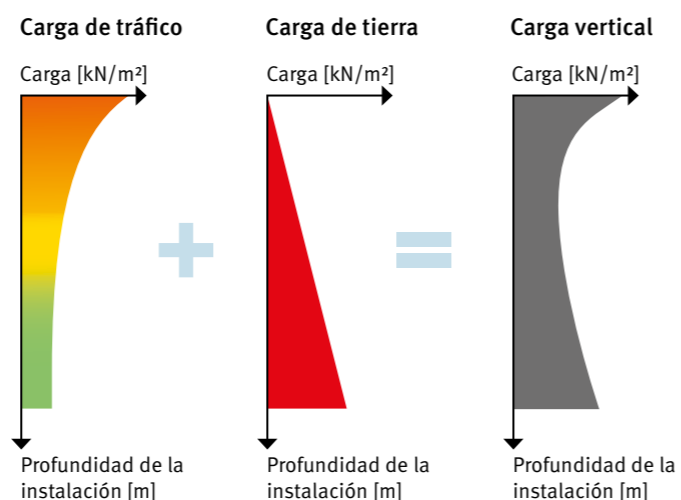 Carga de tráfico
Carga [kN/m²]
Profundidad de la
instalación [m]
Carga de tierra
Carga [kN/m²]
Profundidad de la
instalación [m]
Carga vertical
Carga [kN/m²]
Profundidad de la
instalación [m]